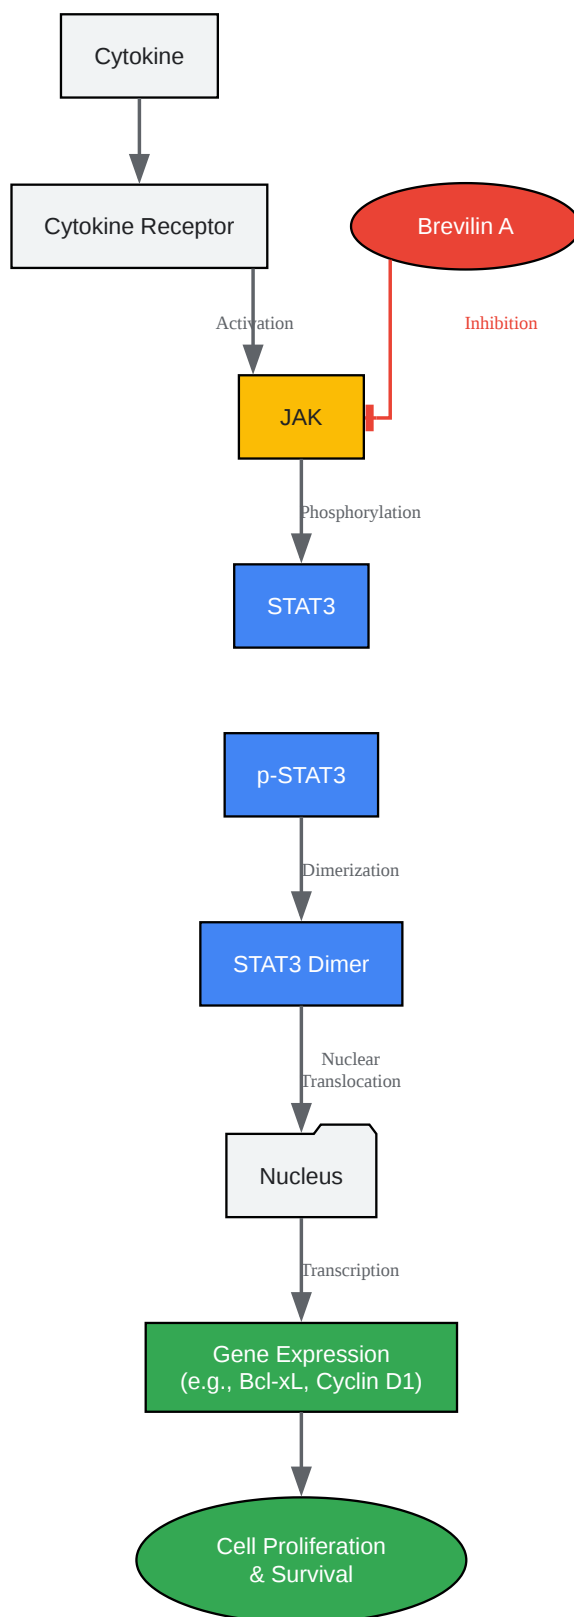 Cytokine
Cytokine Receptor
Brevilin A
Activation
Inhibition
JAK
Phosphorylation
STAT3
p-STAT3
Dimerization
STAT3 Dimer
Nuclear
Translocation
Nucleus
Transcription
Gene Expression
(e.g., Bcl-xL, Cyclin D1)
Cell Proliferation
& Survival